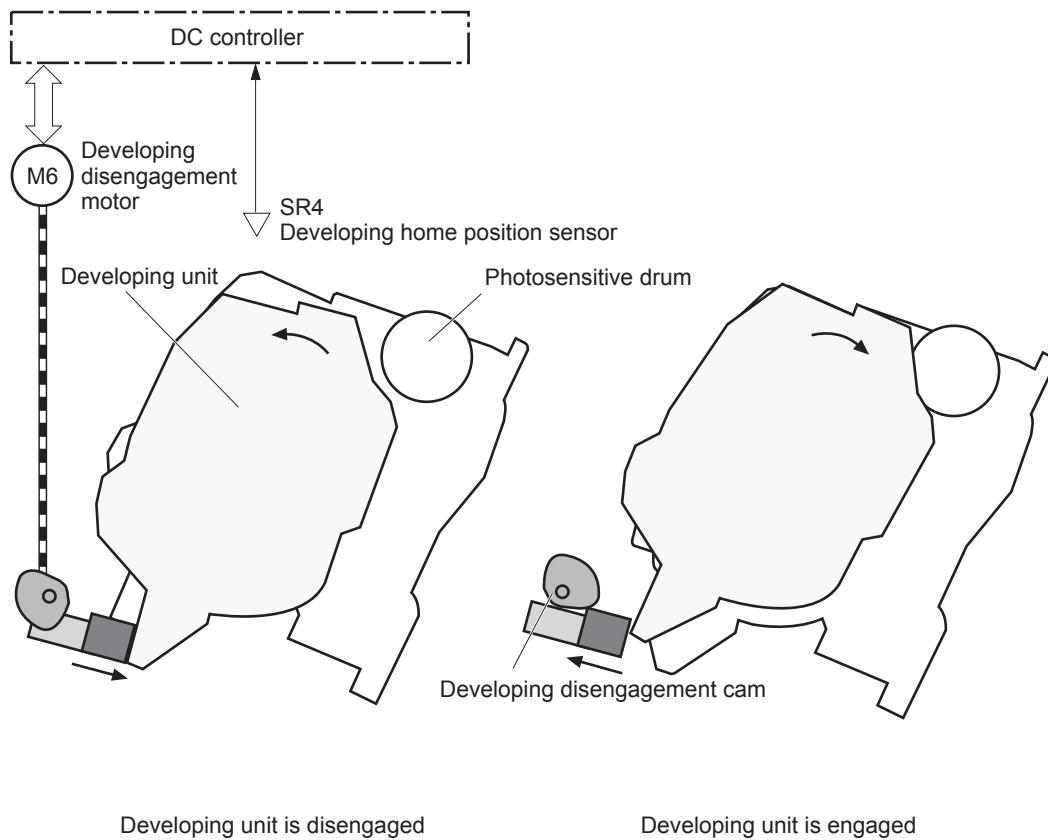 DC controller
M6
Developing
disengagement
motor
SR4
Developing home position sensor
Developing unit
Photosensitive drum
Developing disengagement cam
Developing unit is disengaged
Developing unit is engaged